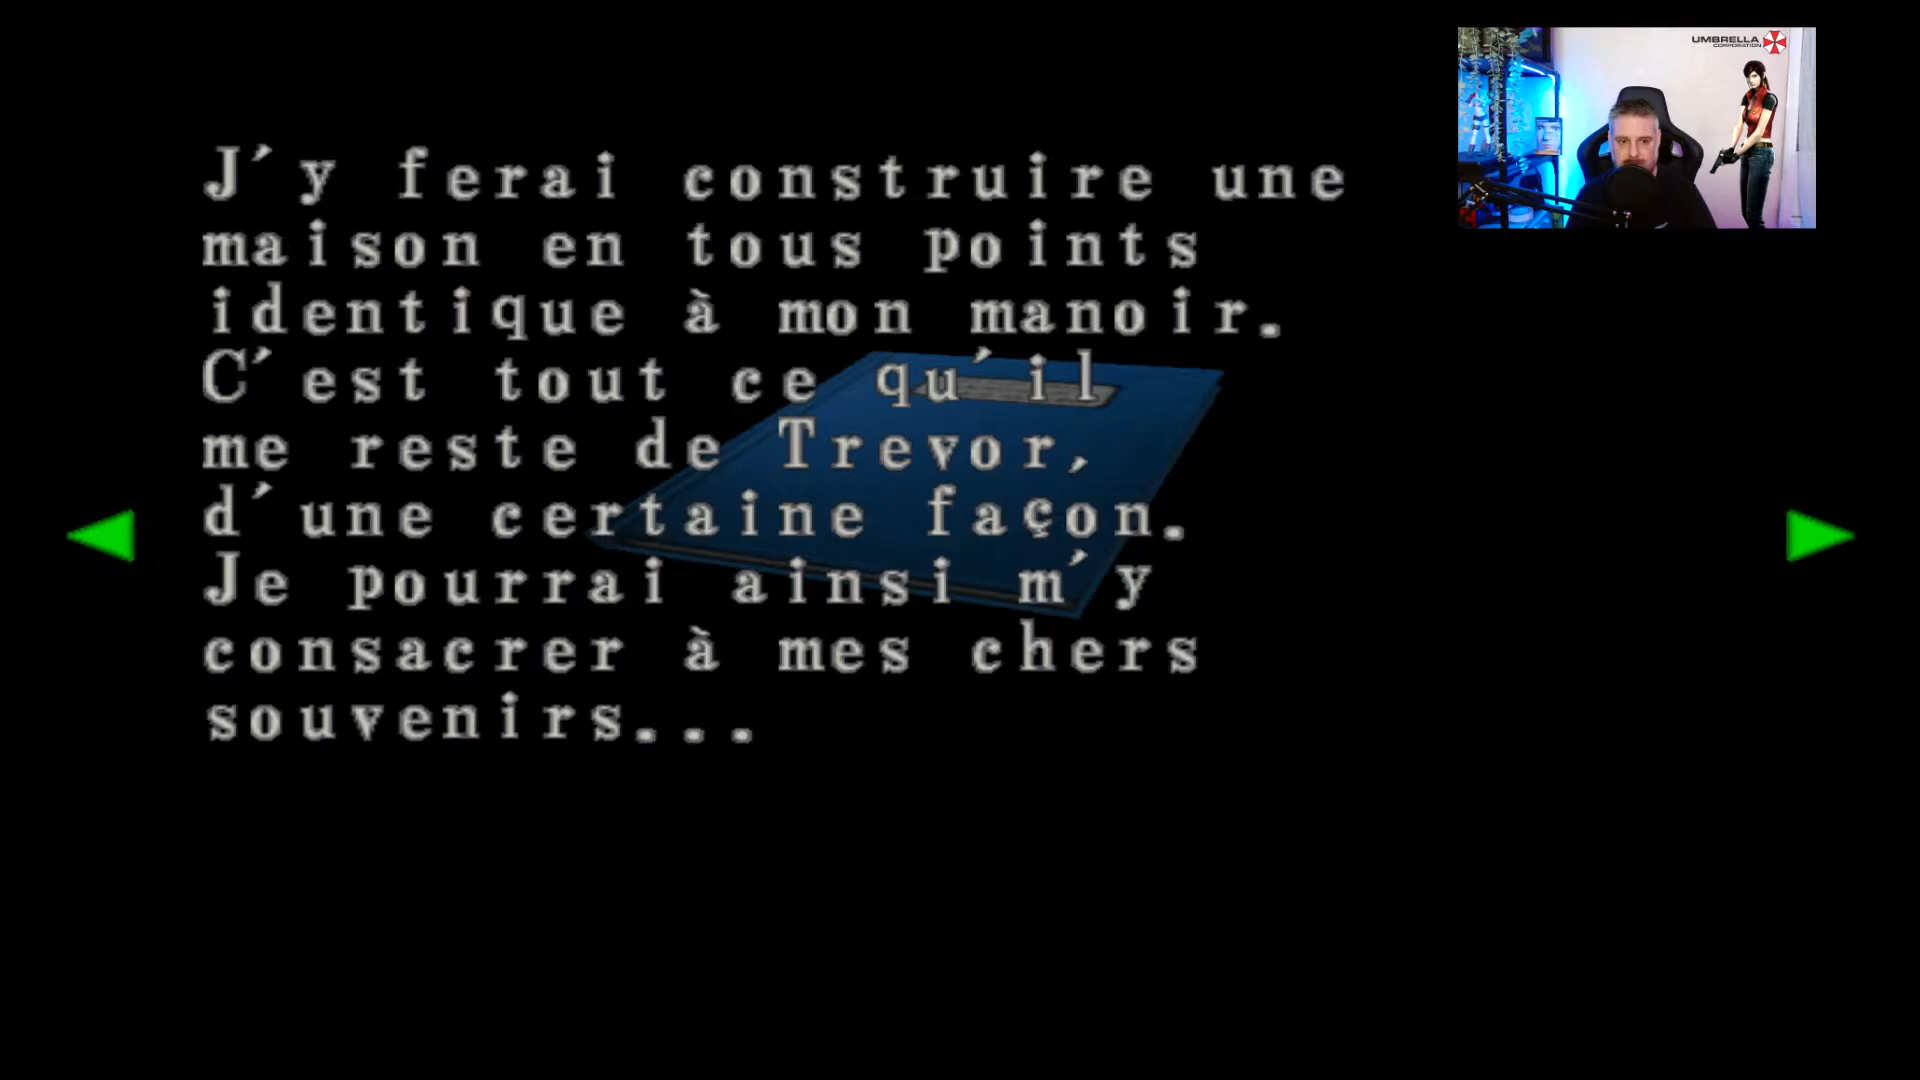 J'y ferai construire une
maison en tous points
identique à mon manoir.
C'est tout ce qu'il
me reste de Trevor,
d'une certaine façon.
Je pourrai ainsi m'y
consacrer à mes chers
souvenirs...
UMBRELLA
CORPORATION